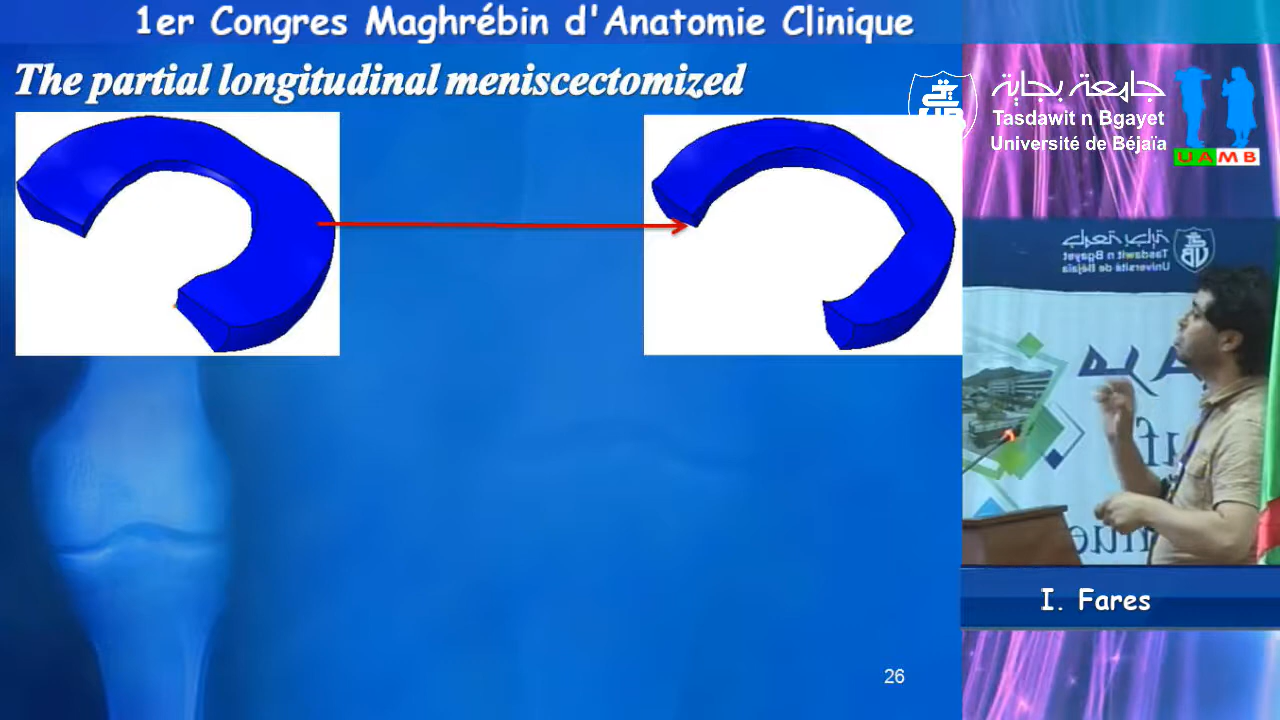 1er Congres Maghrébin d'Anatomie Clinique
The partial longitudinal meniscectomized
جامعة بجاية
Tasdawit n Bgayet
Université de Béjaïa
UAMB
Tasdawit n Bgayet
Université de Béjaïa
I. Fares
26